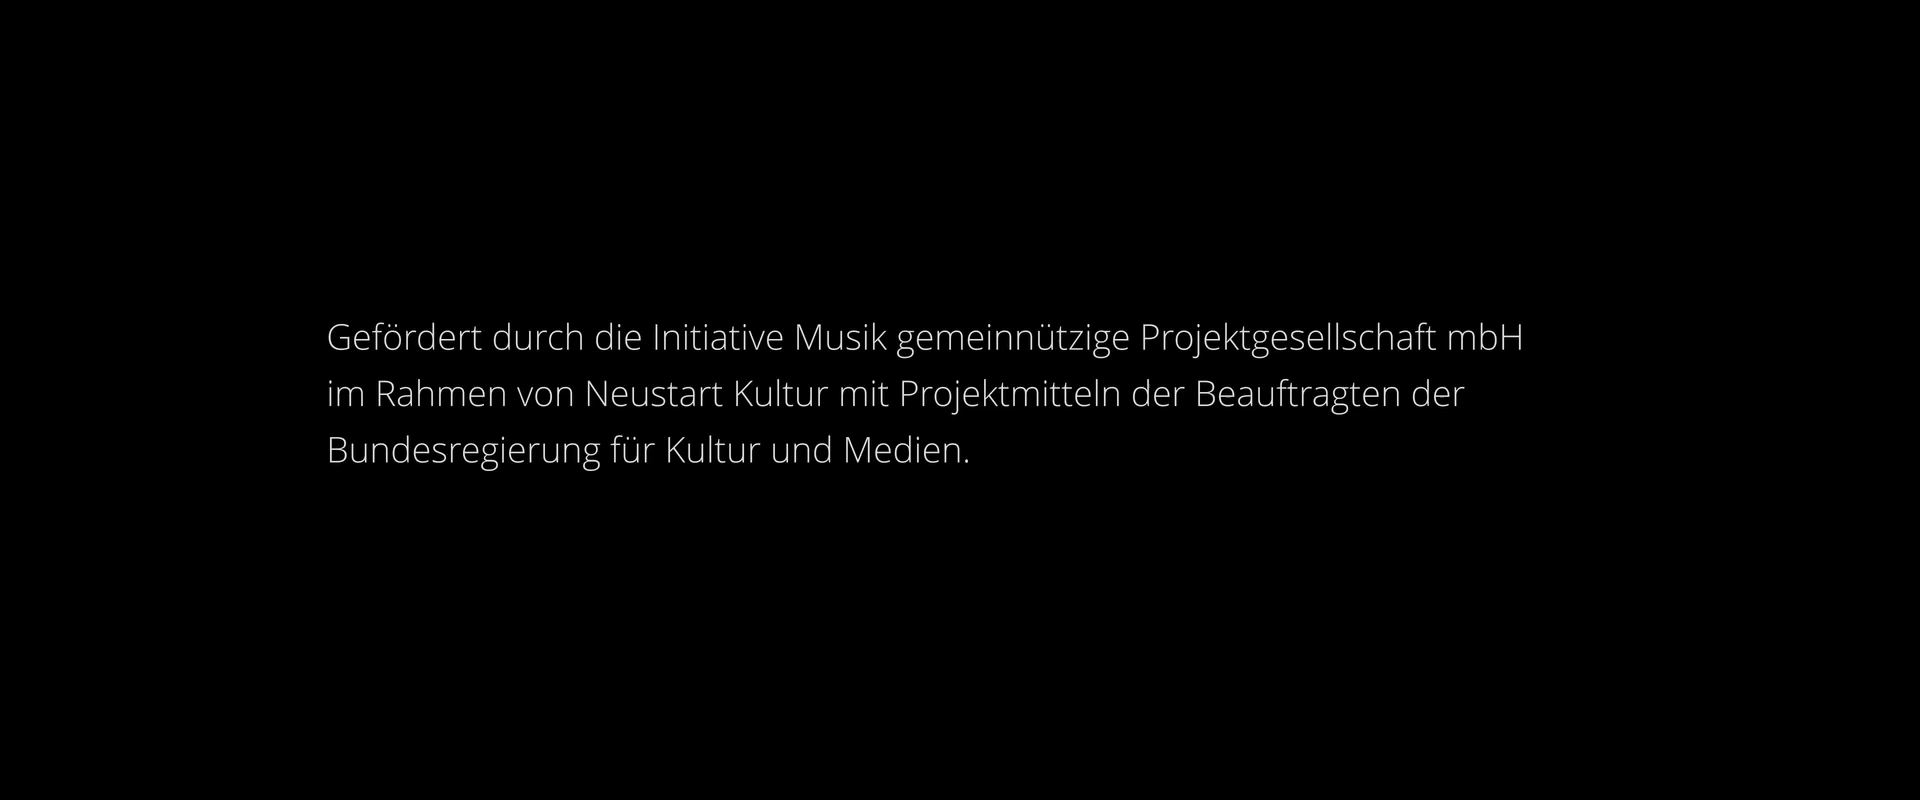 Gefördert durch die Initiative Musik gemeinnützige Projektgesellschaft mbH
im Rahmen von Neustart Kultur mit Projektmitteln der Beauftragten der
Bundesregierung für Kultur und Medien.